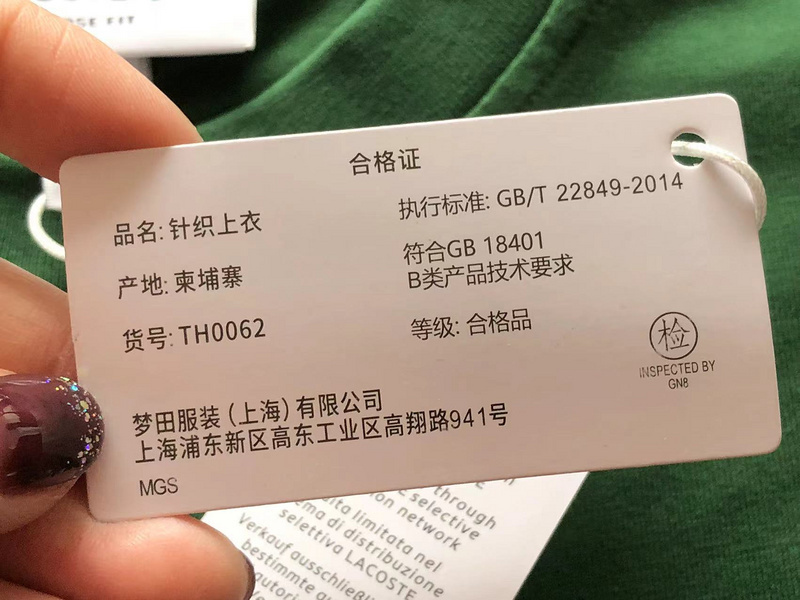 SE FIT
合格证
品名: 针织上衣
产地: 柬埔寨
货号: TH0062
执行标准: GB/T 22849-2014
符合GB 18401
B类产品技术要求
等级: 合格品
检
INSPECTED BY
GN8
梦田服装(上海)有限公司
上海浦东新区高东工业区高翔路941号
MGS
through
selective
network
limitata nel
di distribuzione
selettiva LACOSTE
Verkauf ausschließ
bestimmte
autori